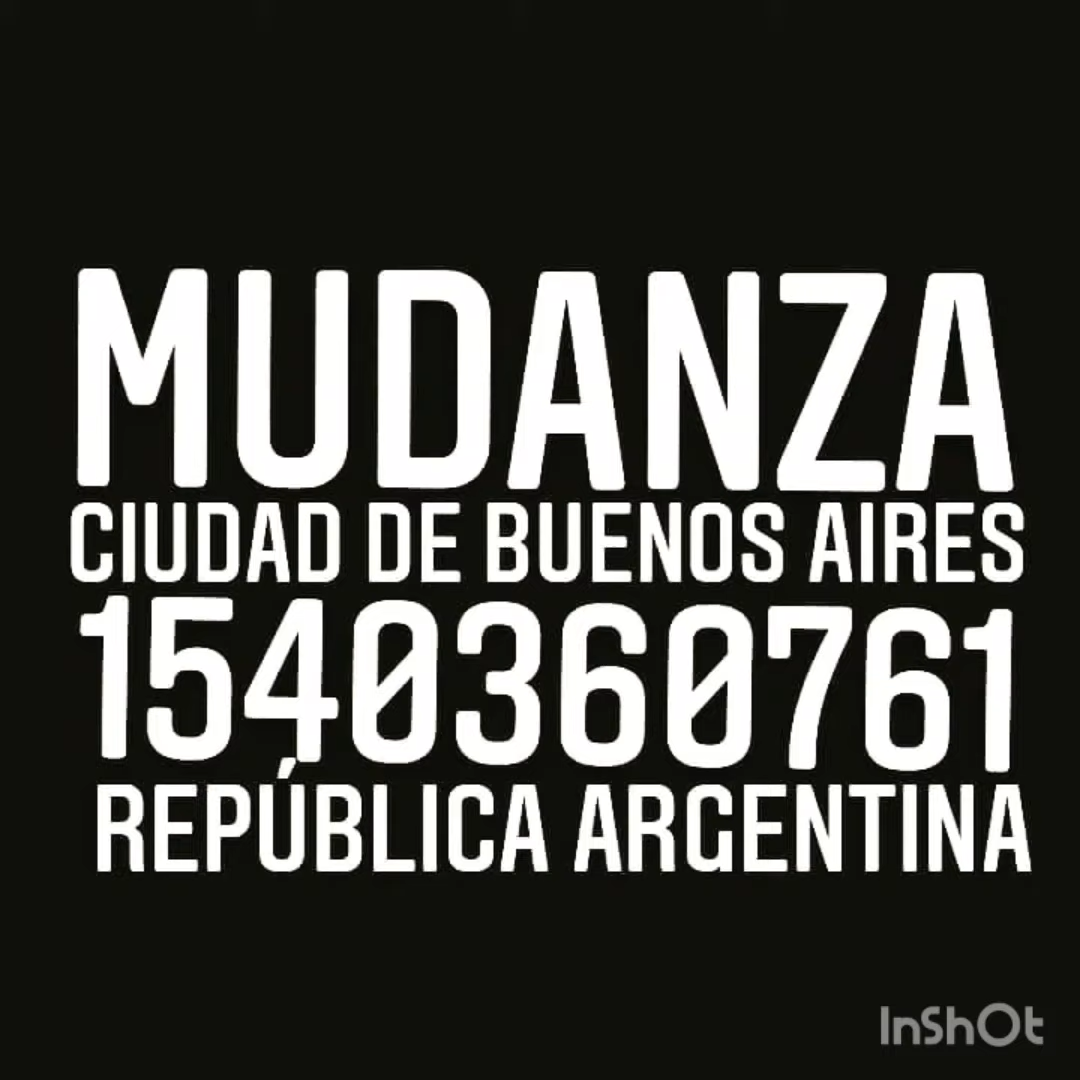 MUDANZA
CIUDAD DE BUENOS AIRES
1540360761
REPÚBLICA ARGENTINA
InShOt